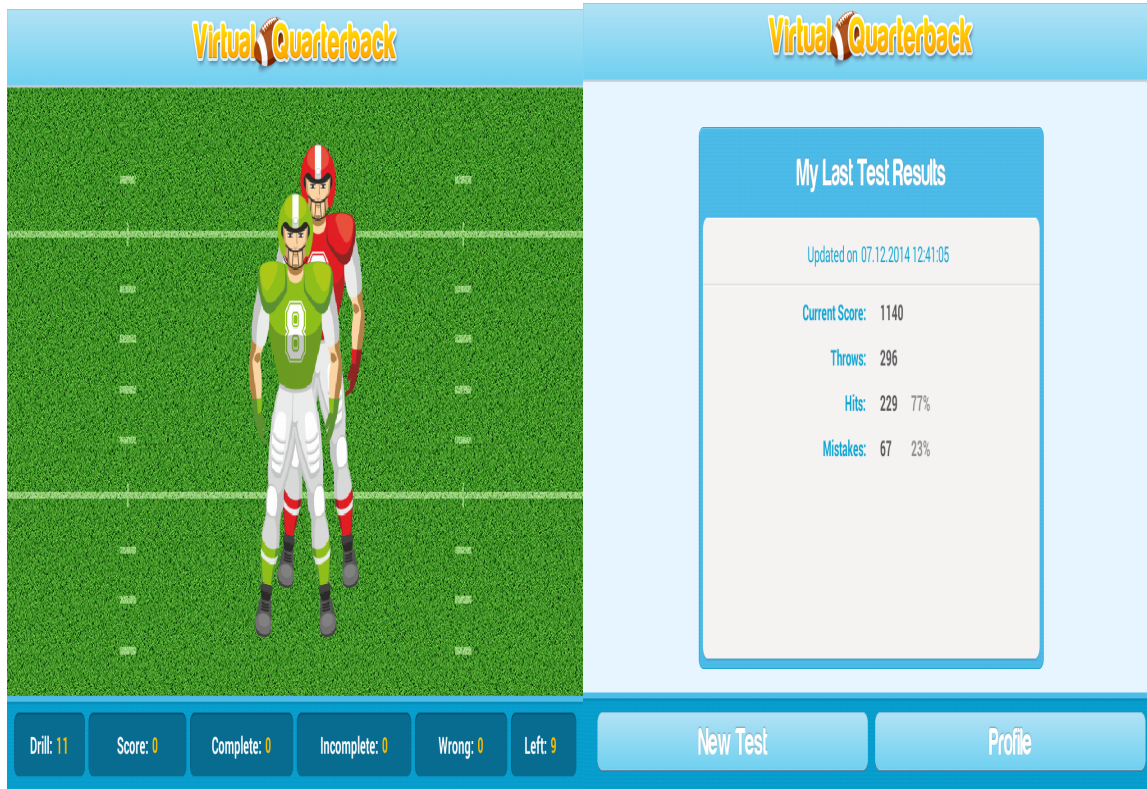 Virtual Quarterback
8
Drill: 11
Score: 0
Complete: 0
Incomplete: 0
Wrong: 0
Left: 9
Virtual Quarterback
My Last Test Results
Updated on 07.12.2014 12:41:05
Current Score: 1140
Throws: 296
Hits: 229 77%
Mistakes: 67 23%
New Test
Profile